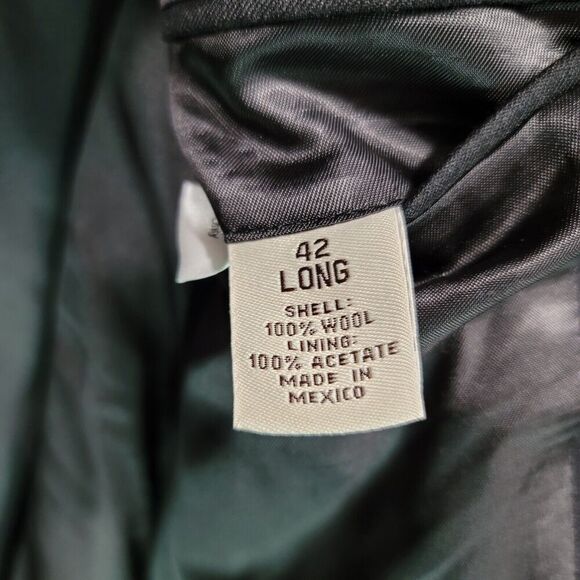 42
LONG
SHELL:
100% WOOL
LINING:
100% ACETATE
MADE IN
MEXICO